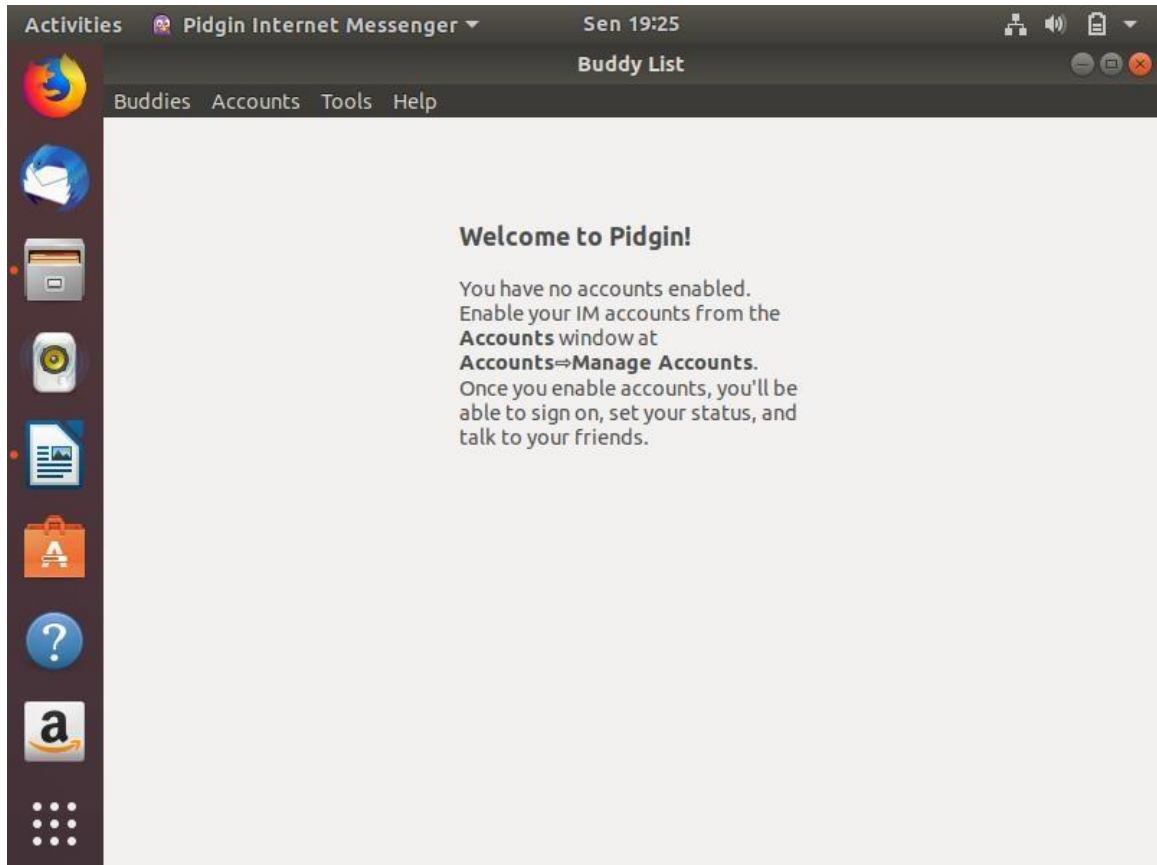 Activities Pidgin Internet Messenger Sen 19:25
Buddy List
Buddies Accounts Tools Help
Welcome to Pidgin!
You have no accounts enabled.
Enable your IM accounts from the
Accounts window at
Accounts⇨Manage Accounts.
Once you enable accounts, you'll be
able to sign on, set your status, and
talk to your friends.
A
?
a